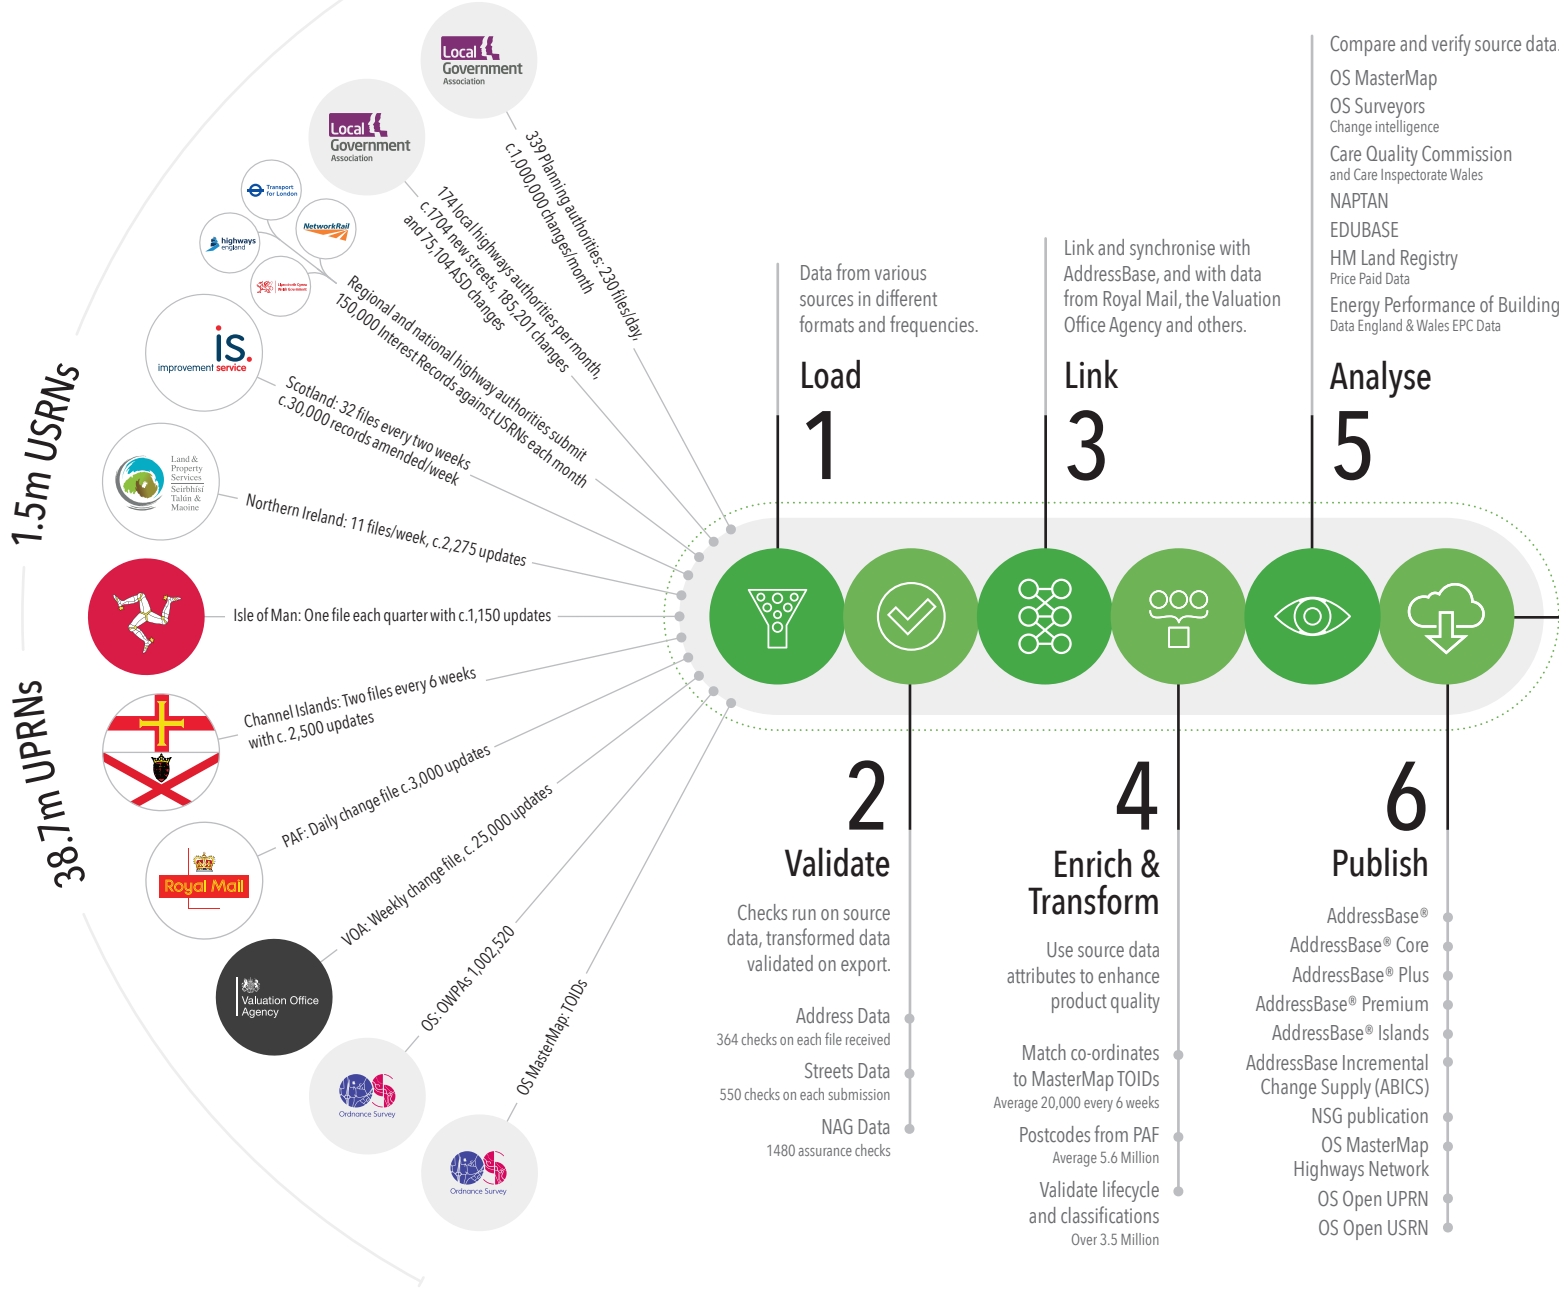 1.5m USRNs
38.7m UPRNs
Local
Government
Association
339 Planning authorities: 230 files/day,
c.1,000,000 changes/month
Local
Government
Association
174 local highways authorities per month,
c.1704 new streets, 185,201 changes
and 75,104 ASD changes
Transport
for London
highways
england
NetworkRail
Llywodraeth Cymru
Welsh Government
Regional and national highway authorities submit
150,000 Interest Records against USRNs each month
is.
improvement service
Scotland: 32 files every two weeks
c.30,000 records amended/week
Land &
Property
Services
Seirbhísí
Talún &
Maoine
Northern Ireland: 11 files/week, c.2,275 updates
Isle of Man: One file each quarter with c.1,150 updates
Channel Islands: Two files every 6 weeks
with c. 2,500 updates
Royal Mail
PAF: Daily change file c.3,000 updates
Valuation Office
Agency
VOA: Weekly change file, c. 25,000 updates
Ordnance Survey
OS: OWPAs 1,002,520
Ordnance Survey
OS MasterMap: TOIDs
Data from various
sources in different
formats and frequencies.
Load
1
2
Validate
Checks run on source
data, transformed data
validated on export.
Address Data
364 checks on each file received
Streets Data
550 checks on each submission
NAG Data
1480 assurance checks
Link and synchronise with
AddressBase, and with data
from Royal Mail, the Valuation
Office Agency and others.
Link
3
4
Enrich &
Transform
Use source data
attributes to enhance
product quality
Match co-ordinates
to MasterMap TOIDs
Average 20,000 every 6 weeks
Postcodes from PAF
Average 5.6 Million
Validate lifecycle
and classifications
Over 3.5 Million
Compare and verify source data.
OS MasterMap
OS Surveyors
Change intelligence
Care Quality Commission
and Care Inspectorate Wales
NAPTAN
EDUBASE
HM Land Registry
Price Paid Data
Energy Performance of Building
Data England & Wales EPC Data
Analyse
5
6
Publish
AddressBase®
AddressBase® Core
AddressBase® Plus
AddressBase® Premium
AddressBase® Islands
AddressBase Incremental
Change Supply (ABICS)
NSG publication
OS MasterMap
Highways Network
OS Open UPRN
OS Open USRN